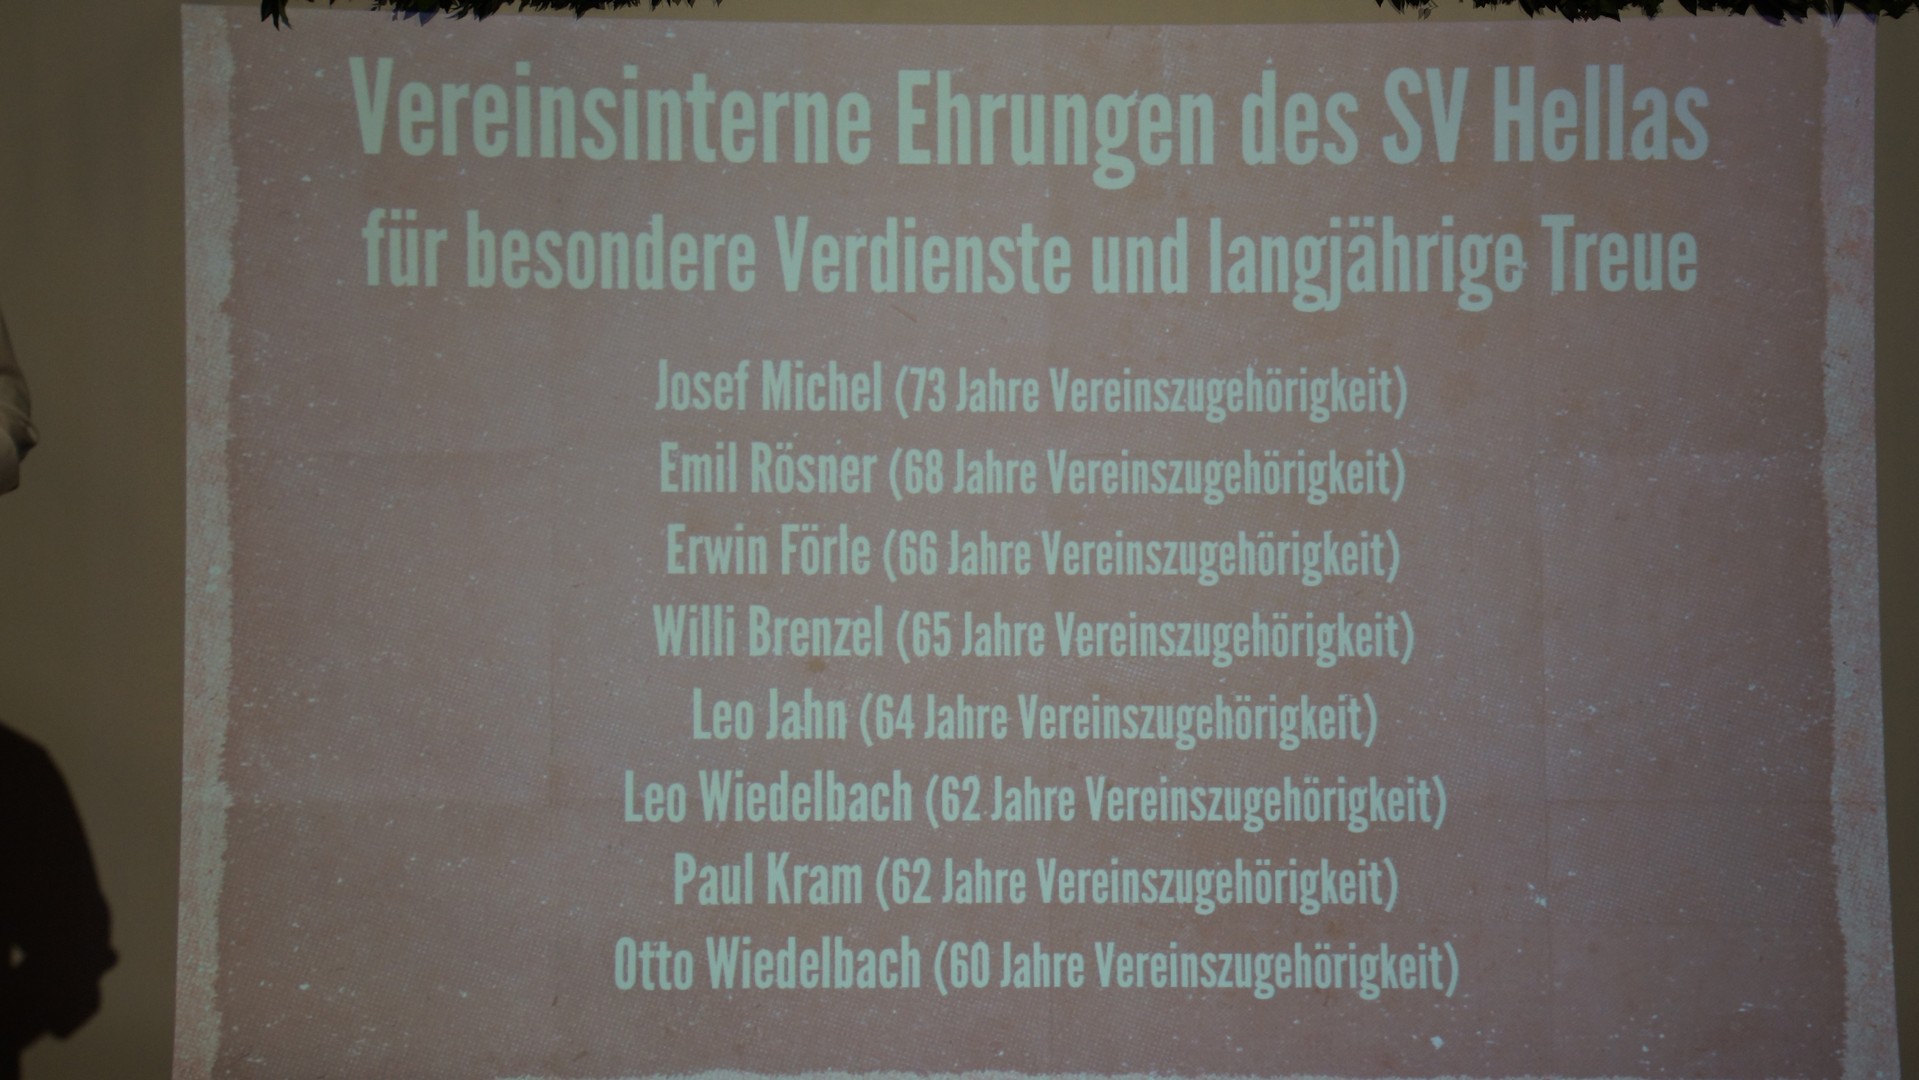 Vereinsinterne Ehrungen des SV Hellas
für besondere Verdienste und langjährige Treue
Josef Michel (73 Jahre Vereinszugehörigkeit)
Emil Rösner (68 Jahre Vereinszugehörigkeit)
Erwin Förle (66 Jahre Vereinszugehörigkeit)
Willi Brenzel (65 Jahre Vereinszugehörigkeit)
Leo Jahn (64 Jahre Vereinszugehörigkeit)
Leo Wiedelbach (62 Jahre Vereinszugehörigkeit)
Paul Kram (62 Jahre Vereinszugehörigkeit)
Otto Wiedelbach (60 Jahre Vereinszugehörigkeit)